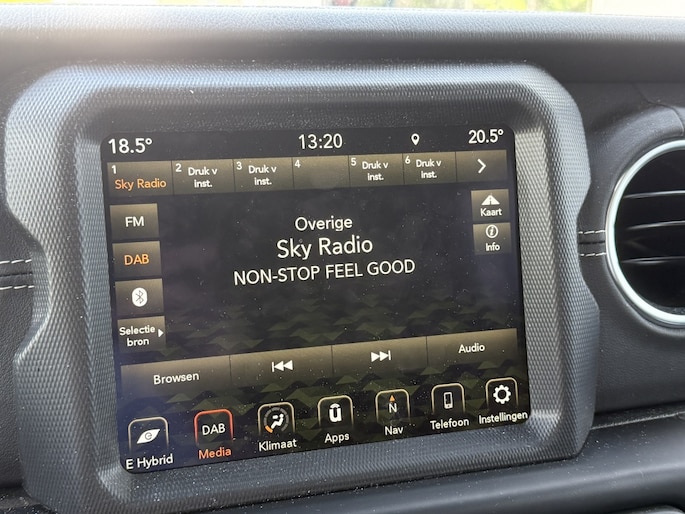 18.5°
13:20
20.5°
1
Sky Radio
2 Druk v
inst.
3 Druk v
inst.
4
5 Druk v
inst.
6 Druk v
inst.
FM
DAB
Selectie
bron
Overige
Sky Radio
NON-STOP FEEL GOOD
Kaart
Info
Browsen
Audio
E Hybrid
DAB
Media
Klimaat
Apps
N
Nav
Telefoon
Instellingen